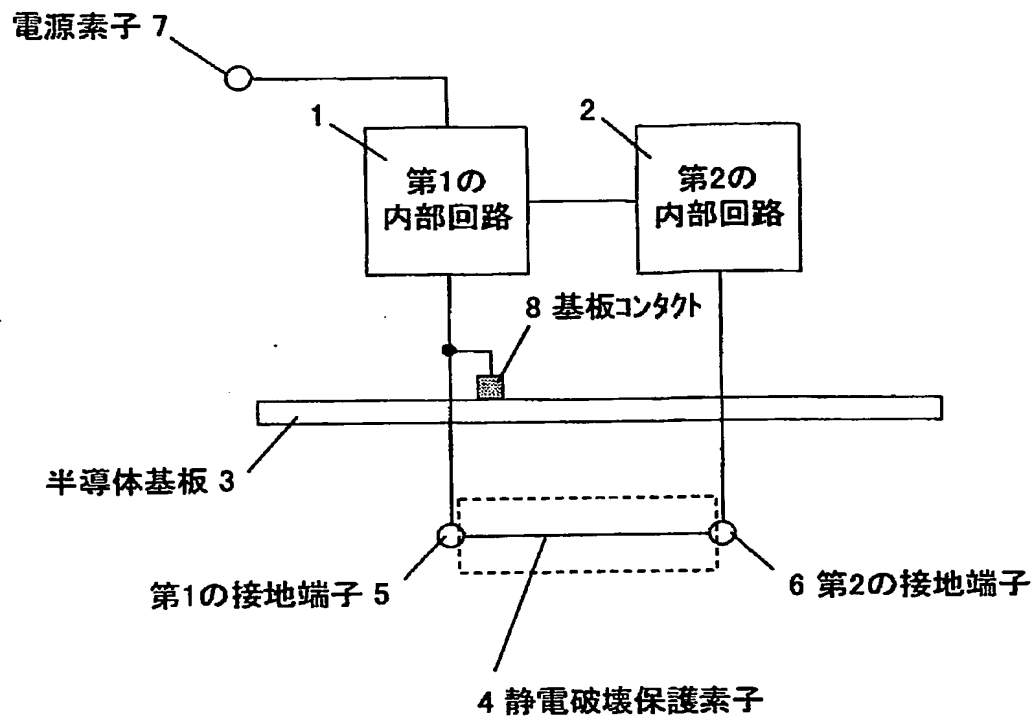 電源素子 7
1
2
第1の
内部回路
第2の
内部回路
8 基板コンタクト
半導体基板 3
第1の接地端子 5
6 第2の接地端子
4 静電破壊保護素子